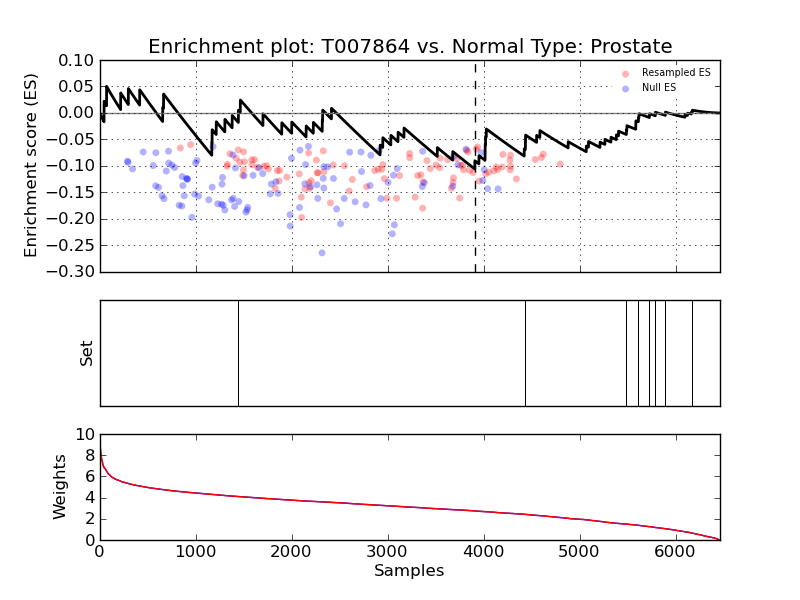 Enrichment plot: T007864 vs. Normal Type: Prostate
Enrichment score (ES)
0.10
0.05
0.00
−0.05
−0.10
−0.15
−0.20
−0.25
−0.30
Resampled ES
Null ES
Set
Weights
10
8
6
4
2
0
0 1000 2000 3000 4000 5000 6000
Samples